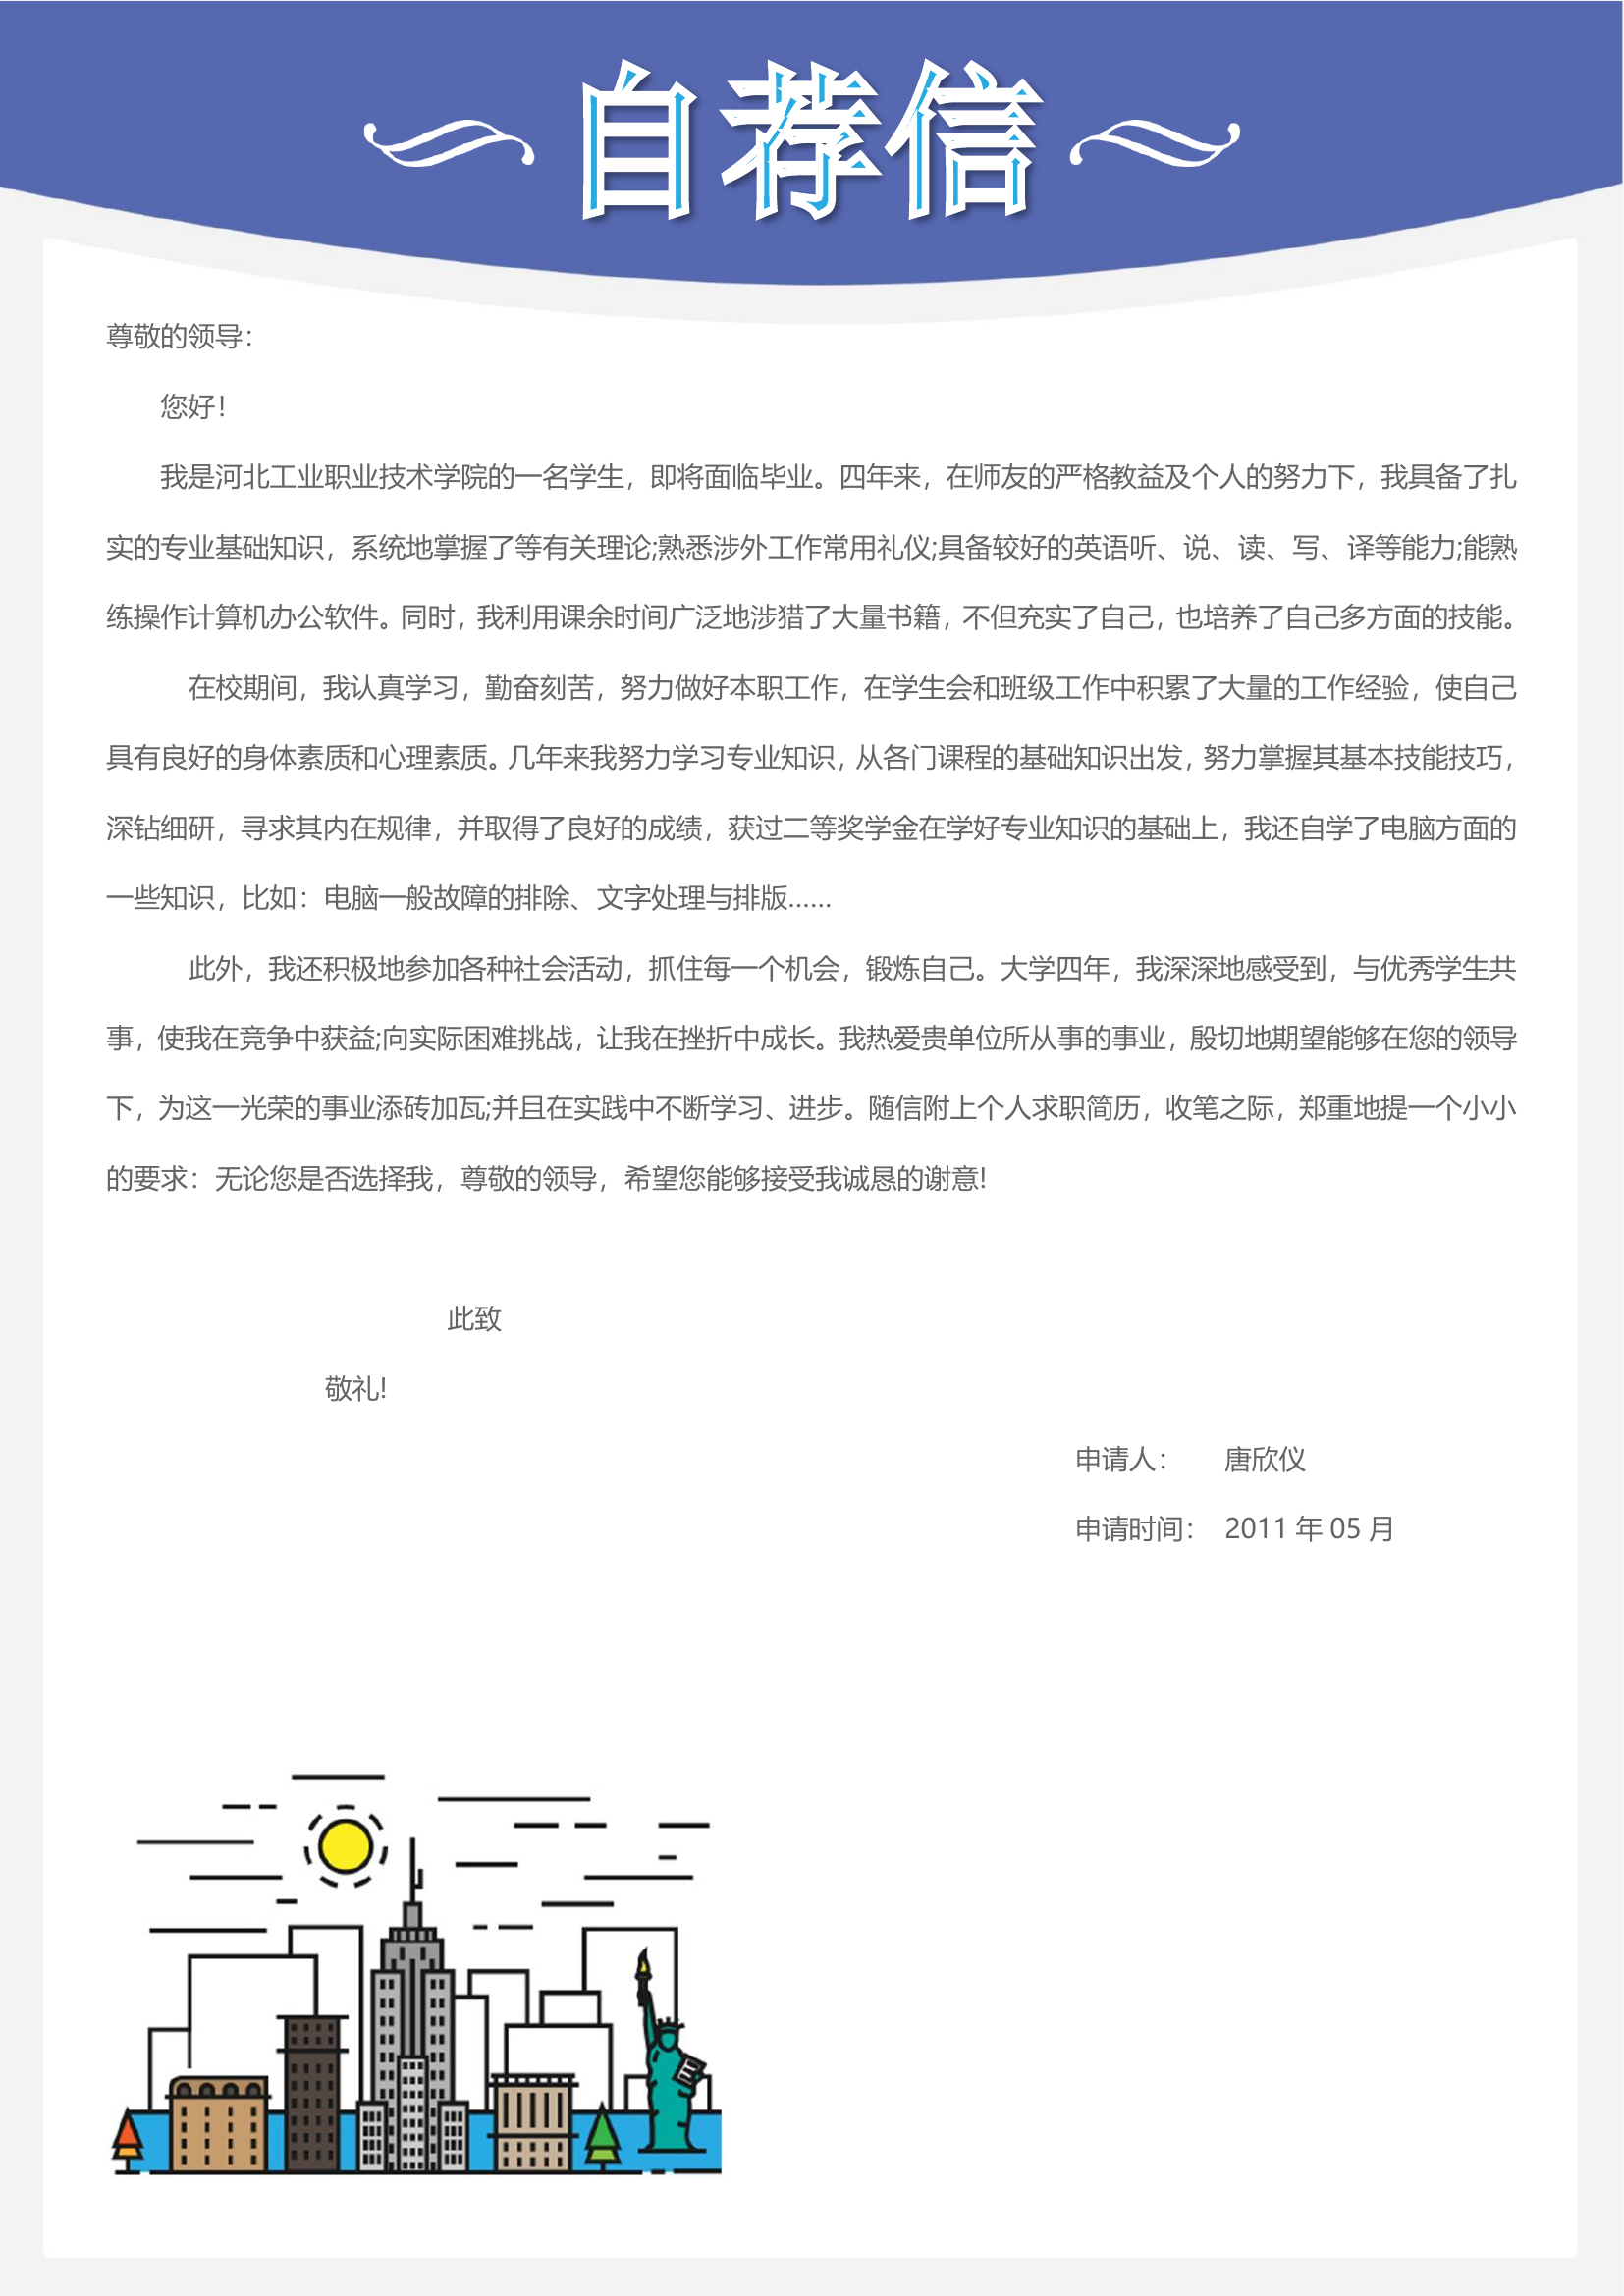 自荐信
尊敬的领导：
您好！
我是河北工业职业技术学院的一名学生，即将面临毕业。四年来，在师友的严格教益及个人的努力下，我具备了扎
实的专业基础知识，系统地掌握了等有关理论;熟悉涉外工作常用礼仪;具备较好的英语听、说、读、写、译等能力;能熟
练操作计算机办公软件。同时，我利用课余时间广泛地涉猎了大量书籍，不但充实了自己，也培养了自己多方面的技能。
在校期间，我认真学习，勤奋刻苦，努力做好本职工作，在学生会和班级工作中积累了大量的工作经验，使自己
具有良好的身体素质和心理素质。几年来我努力学习专业知识，从各门课程的基础知识出发，努力掌握其基本技能技巧，
深钻细研，寻求其内在规律，并取得了良好的成绩，获过二等奖学金在学好专业知识的基础上，我还自学了电脑方面的
一些知识，比如：电脑一般故障的排除、文字处理与排版......
此外，我还积极地参加各种社会活动，抓住每一个机会，锻炼自己。大学四年，我深深地感受到，与优秀学生共
事，使我在竞争中获益;向实际困难挑战，让我在挫折中成长。我热爱贵单位所从事的事业，殷切地期望能够在您的领导
下，为这一光荣的事业添砖加瓦;并且在实践中不断学习、进步。随信附上个人求职简历，收笔之际，郑重地提一个小小
的要求：无论您是否选择我，尊敬的领导，希望您能够接受我诚恳的谢意!
此致
敬礼!
申请人： 唐欣仪
申请时间： 2011 年 05 月